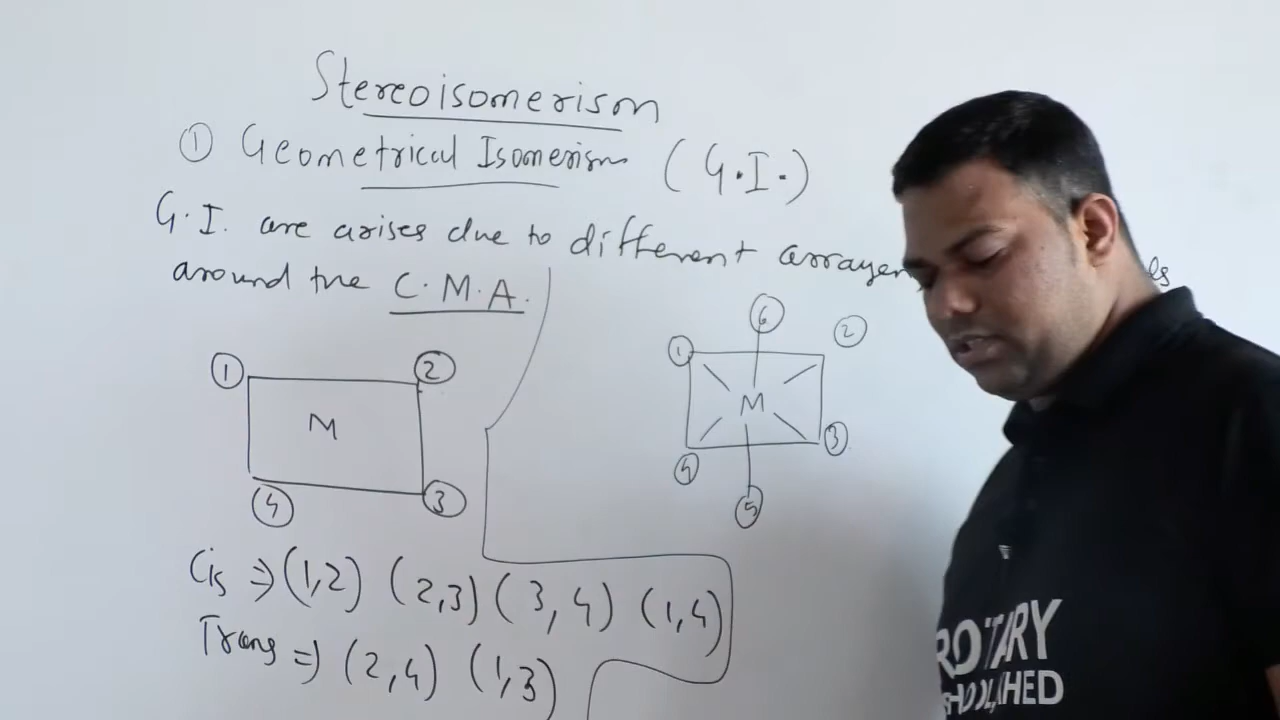 Stereoisomerism
① Geometrical Isomerism (G.I.)
G.I. are arises due to different
around the C.M.A.
① ②
M
④ ③
⑥
① ②
M
④ ③
⑤
Cis ⇒ (1,2) (2,3) (3,4) (1,4)
Trans ⇒ (2,4) (1,3)
ROTARY